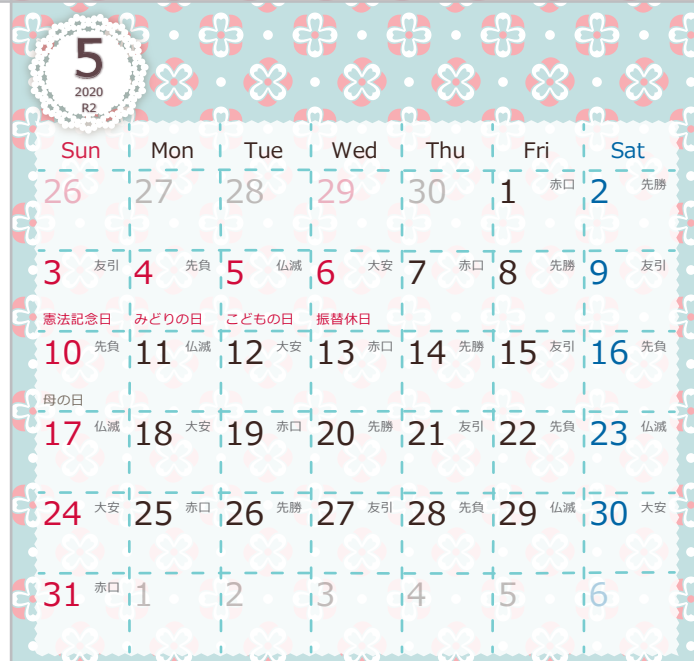 5
2020
R2
Sun Mon Tue Wed Thu Fri Sat
26 27 28 29 30 1 赤口 2 先勝
3 友引 4 先負 5 仏滅 6 大安 7 赤口 8 先勝 9 友引
憲法記念日 みどりの日 こどもの日 振替休日
10 先負 11 仏滅 12 大安 13 赤口 14 先勝 15 友引 16 先負
母の日
17 仏滅 18 大安 19 赤口 20 先勝 21 友引 22 先負 23 仏滅
24 大安 25 赤口 26 先勝 27 友引 28 先負 29 仏滅 30 大安
31 赤口 1 2 3 4 5 6